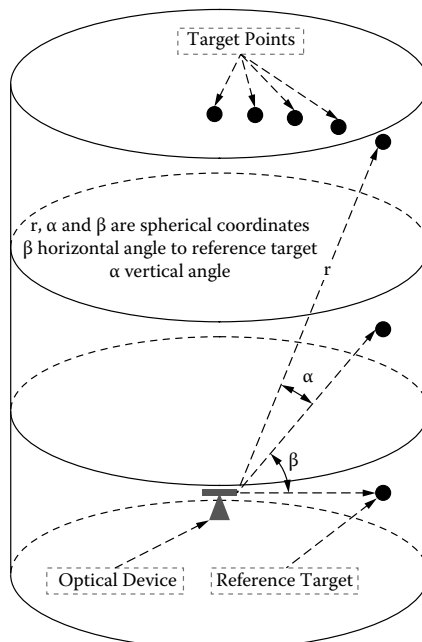 Target Points
r, α and β are spherical coordinates
β horizontal angle to reference target
α vertical angle
r
α
β
Optical Device
Reference Target